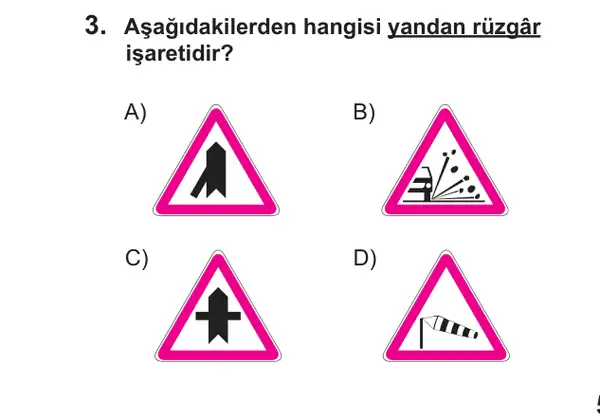 3. Aşağıdakilerden hangisi yandan rüzgâr
işaretidir?
A) B)
C) D)